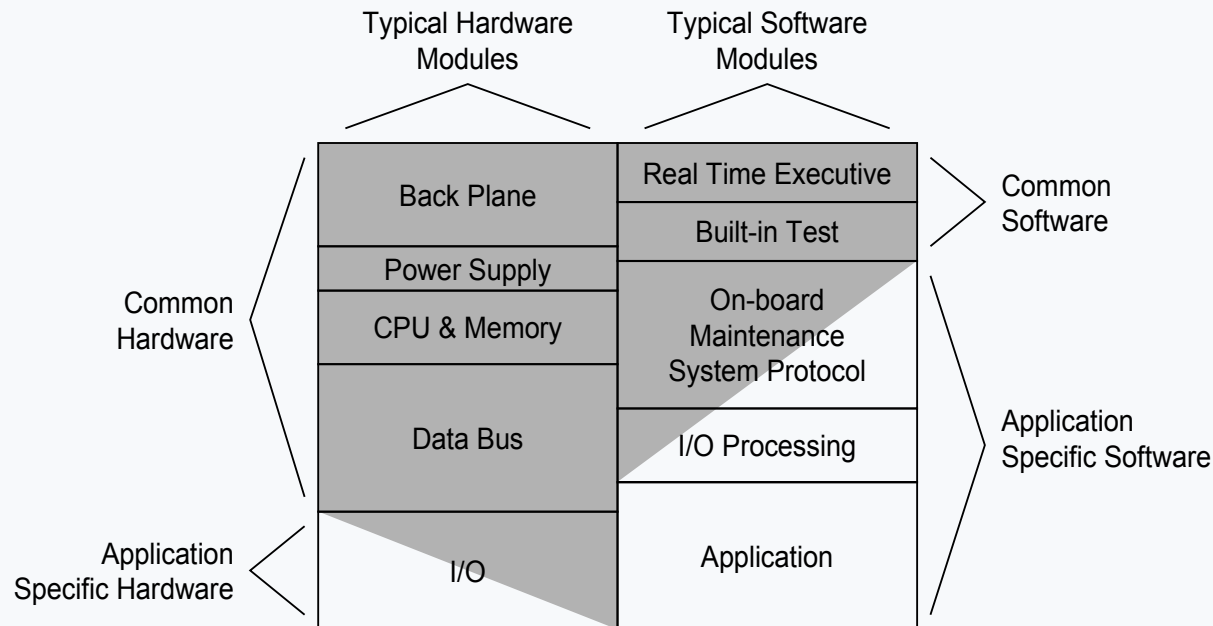 Typical Hardware
Modules
Typical Software
Modules
Back Plane
Power Supply
CPU & Memory
Data Bus
I/O
Real Time Executive
Built-in Test
On-board
Maintenance
System Protocol
I/O Processing
Application
Common
Hardware
Application
Specific Hardware
Common
Software
Application
Specific Software